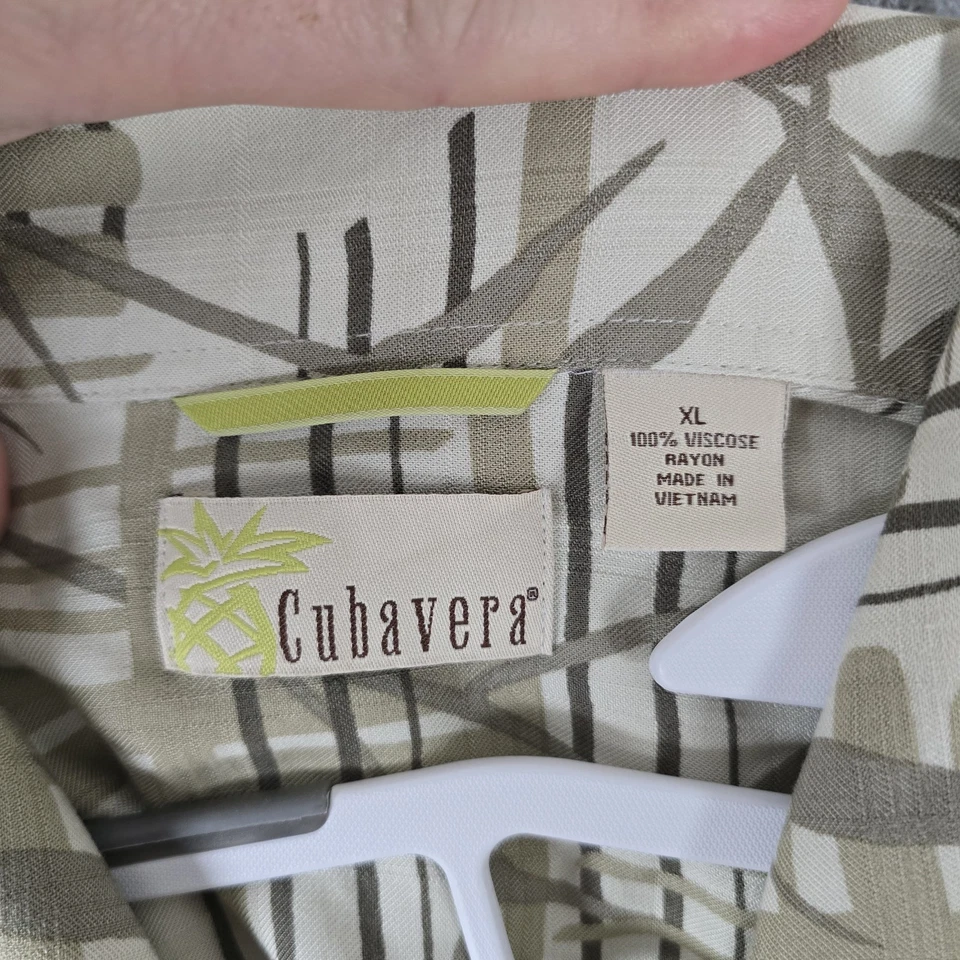 XL
100% VISCOSE
RAYON
MADE IN
VIETNAM
Cubavera®